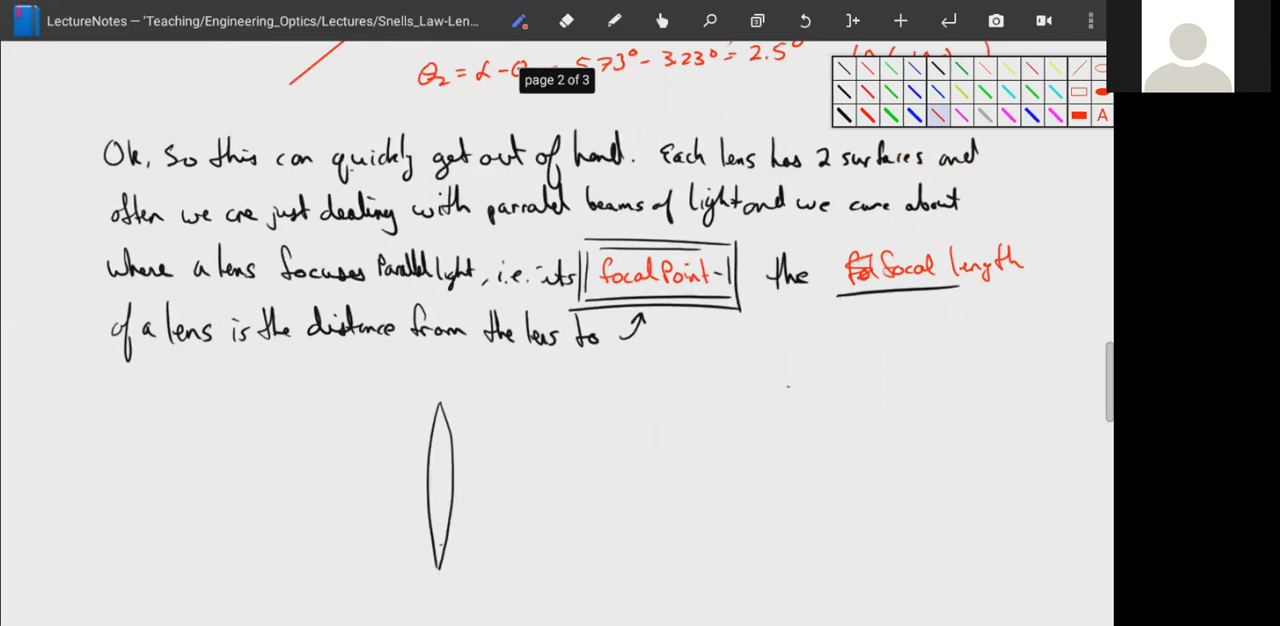 LectureNotes — 'Teaching/Engineering_Optics/Lectures/Snells_Law-Len...
θ₂ = α - θ 5.73° - 3.23° = 2.5°
page 2 of 3
A
Ok, so this can quickly get out of hand. Each lens has 2 surfaces and
often we are just dealing with parratel beams of light and we care about
where a lens focuses Parallel light, i.e. its focal Point - the focal length
of a lens is the distance from the lens to